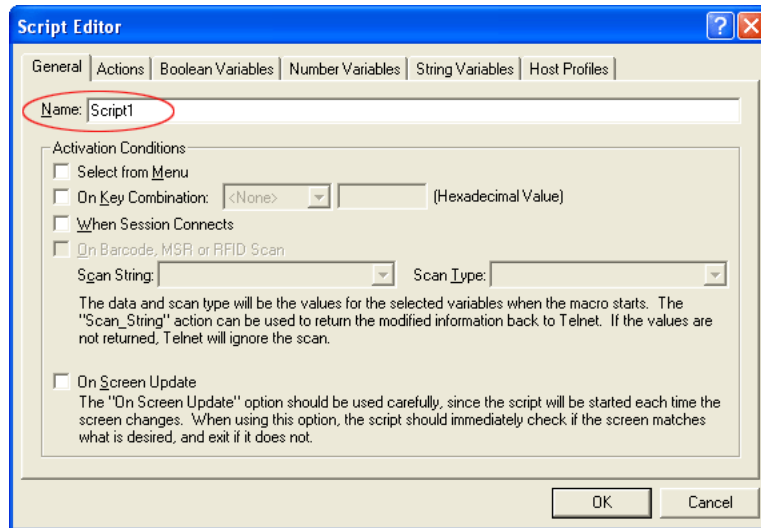 Script Editor
General Actions Boolean Variables Number Variables String Variables Host Profiles
Name: Script1
Activation Conditions
Select from Menu
On Key Combination: <None> (Hexadecimal Value)
When Session Connects
On Barcode, MSR or RFID Scan
Scan String: Scan Type:
The data and scan type will be the values for the selected variables when the macro starts. The
"Scan_String" action can be used to return the modified information back to Telnet. If the values are
not returned, Telnet will ignore the scan.
On Screen Update
The "On Screen Update" option should be used carefully, since the script will be started each time the
screen changes. When using this option, the script should immediately check if the screen matches
what is desired, and exit if it does not.
OK Cancel